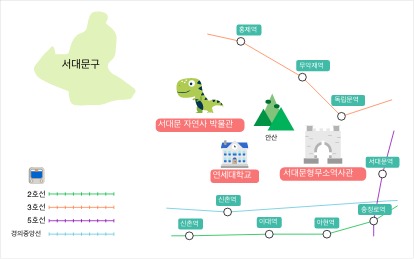 서대문구
홍제역
무악재역
독립문역
서대문 자연사 박물관
안산
연세대학교
서대문형무소역사관
서대문역
신촌역
충정로역
신촌역
이대역
아현역
2호선
3호선
5호선
경의중앙선